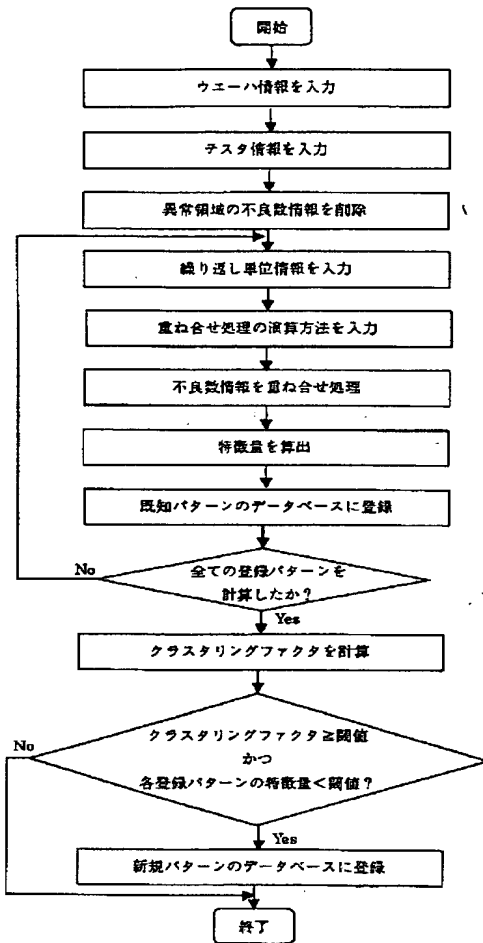 開始
ウエーハ情報を入力
テスタ情報を入力
異常領域の不良数情報を削除
繰り返し単位情報を入力
重ね合せ処理の演算方法を入力
不良数情報を重ね合せ処理
特徴量を算出
既知パターンのデータベースに登録
No
全ての登録パターンを
計算したか？
Yes
クラスタリングファクタを計算
No
クラスタリングファクタ≧閾値
かつ
各登録パターンの特徴量＜閾値？
Yes
新規パターンのデータベースに登録
終了